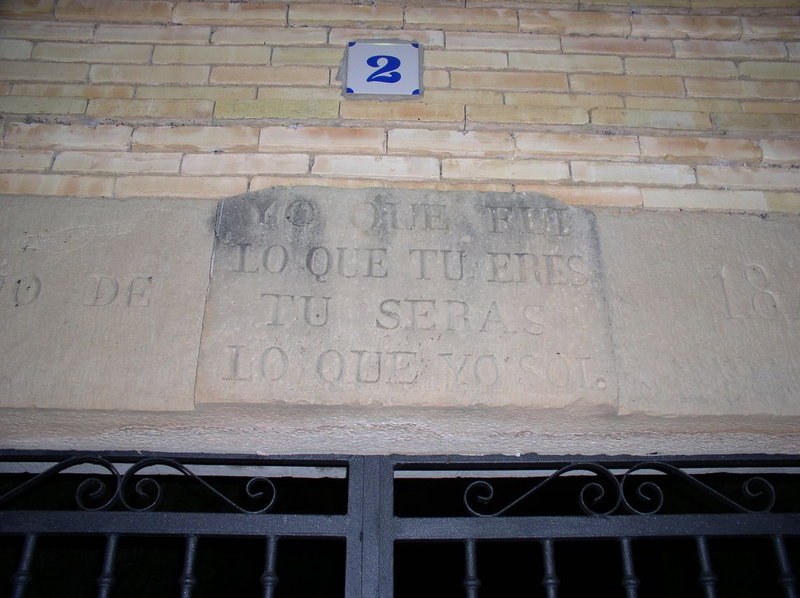 2
YO QUE FUI
LO QUE TU ERES
TU SERAS
LO QUE YO SOI.
DE
18